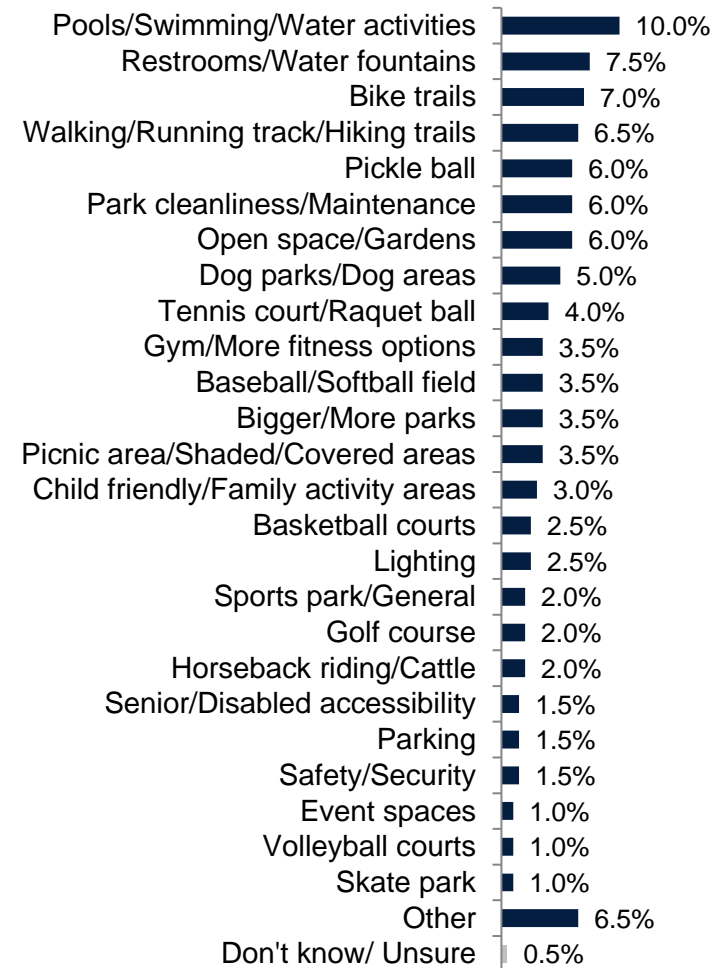 Pools/Swimming/Water activities 10.0%
Restrooms/Water fountains 7.5%
Bike trails 7.0%
Walking/Running track/Hiking trails 6.5%
Pickle ball 6.0%
Park cleanliness/Maintenance 6.0%
Open space/Gardens 6.0%
Dog parks/Dog areas 5.0%
Tennis court/Raquet ball 4.0%
Gym/More fitness options 3.5%
Baseball/Softball field 3.5%
Bigger/More parks 3.5%
Picnic area/Shaded/Covered areas 3.5%
Child friendly/Family activity areas 3.0%
Basketball courts 2.5%
Lighting 2.5%
Sports park/General 2.0%
Golf course 2.0%
Horseback riding/Cattle 2.0%
Senior/Disabled accessibility 1.5%
Parking 1.5%
Safety/Security 1.5%
Event spaces 1.0%
Volleyball courts 1.0%
Skate park 1.0%
Other 6.5%
Don't know/ Unsure 0.5%